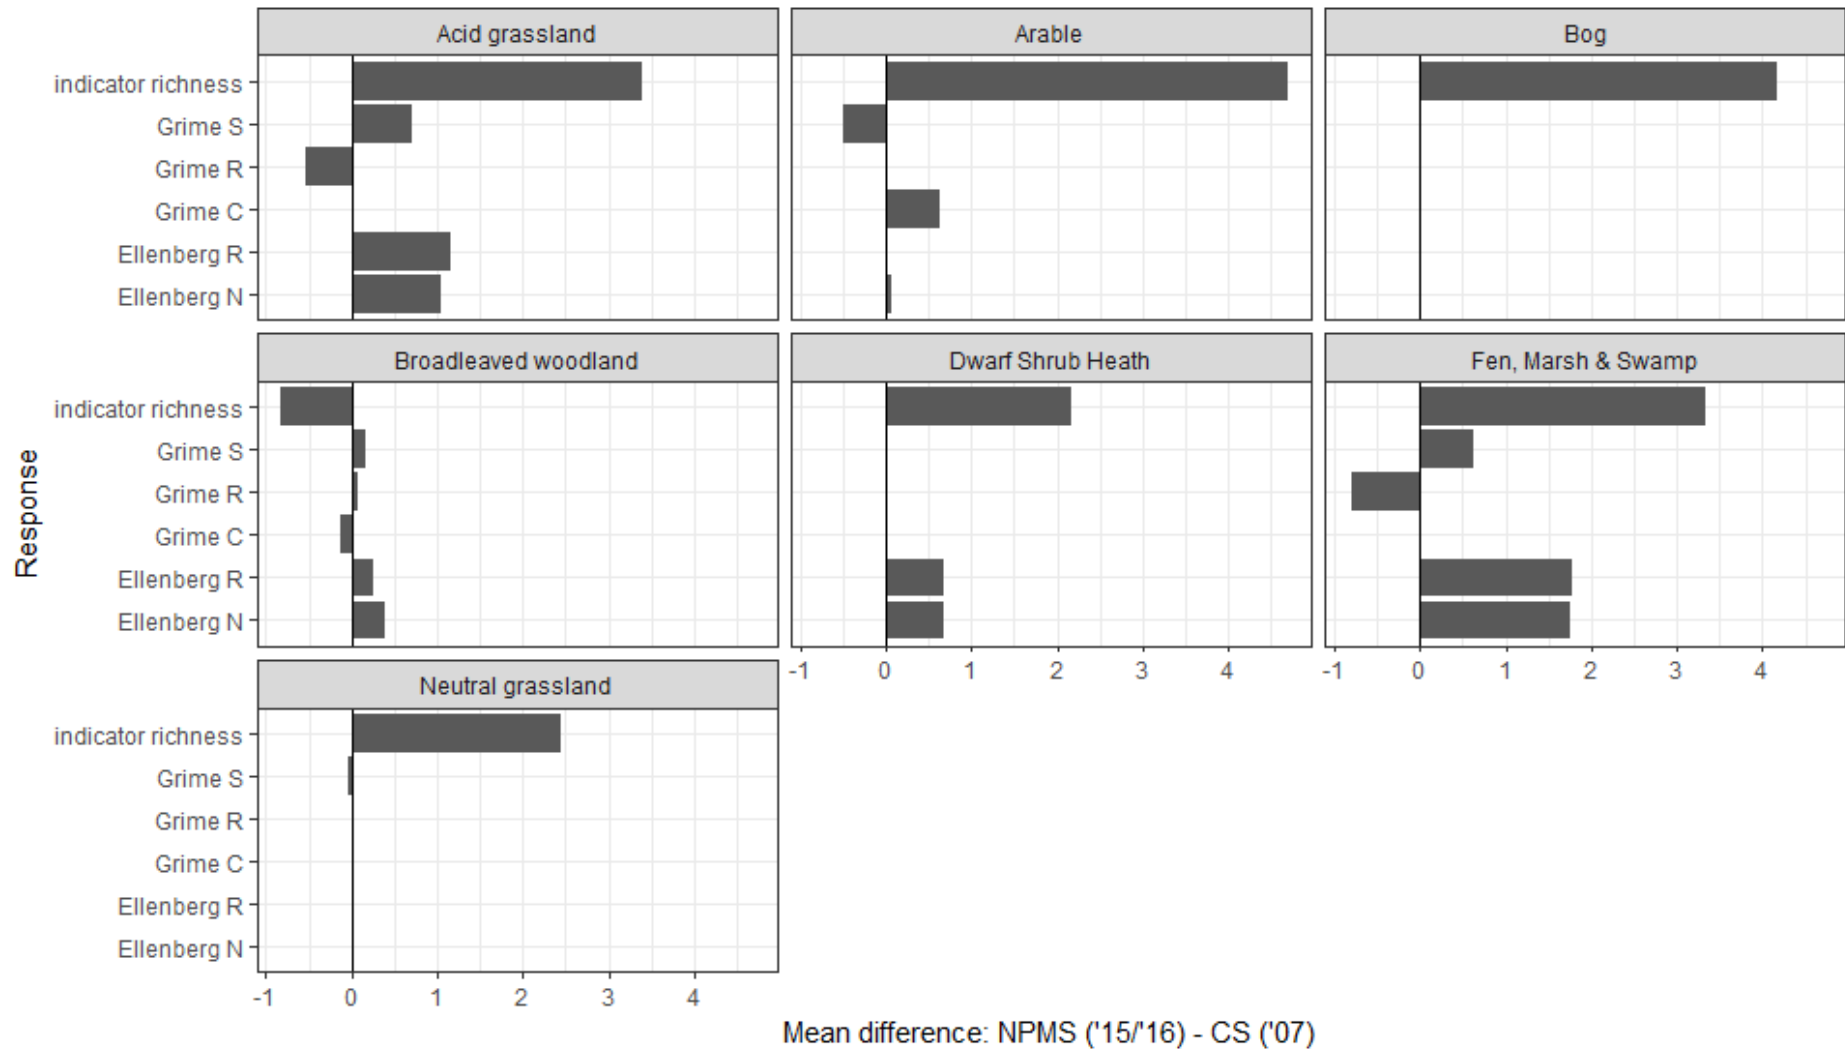 Acid grassland
Arable
Bog
indicator richness
Grime S
Grime R
Grime C
Ellenberg R
Ellenberg N
Broadleaved woodland
Dwarf Shrub Heath
Fen, Marsh & Swamp
indicator richness
Grime S
Grime R
Grime C
Ellenberg R
Ellenberg N
-1 0 1 2 3 4
-1 0 1 2 3 4
Neutral grassland
indicator richness
Grime S
Grime R
Grime C
Ellenberg R
Ellenberg N
-1 0 1 2 3 4
Response
Mean difference: NPMS ('15/'16) - CS ('07)